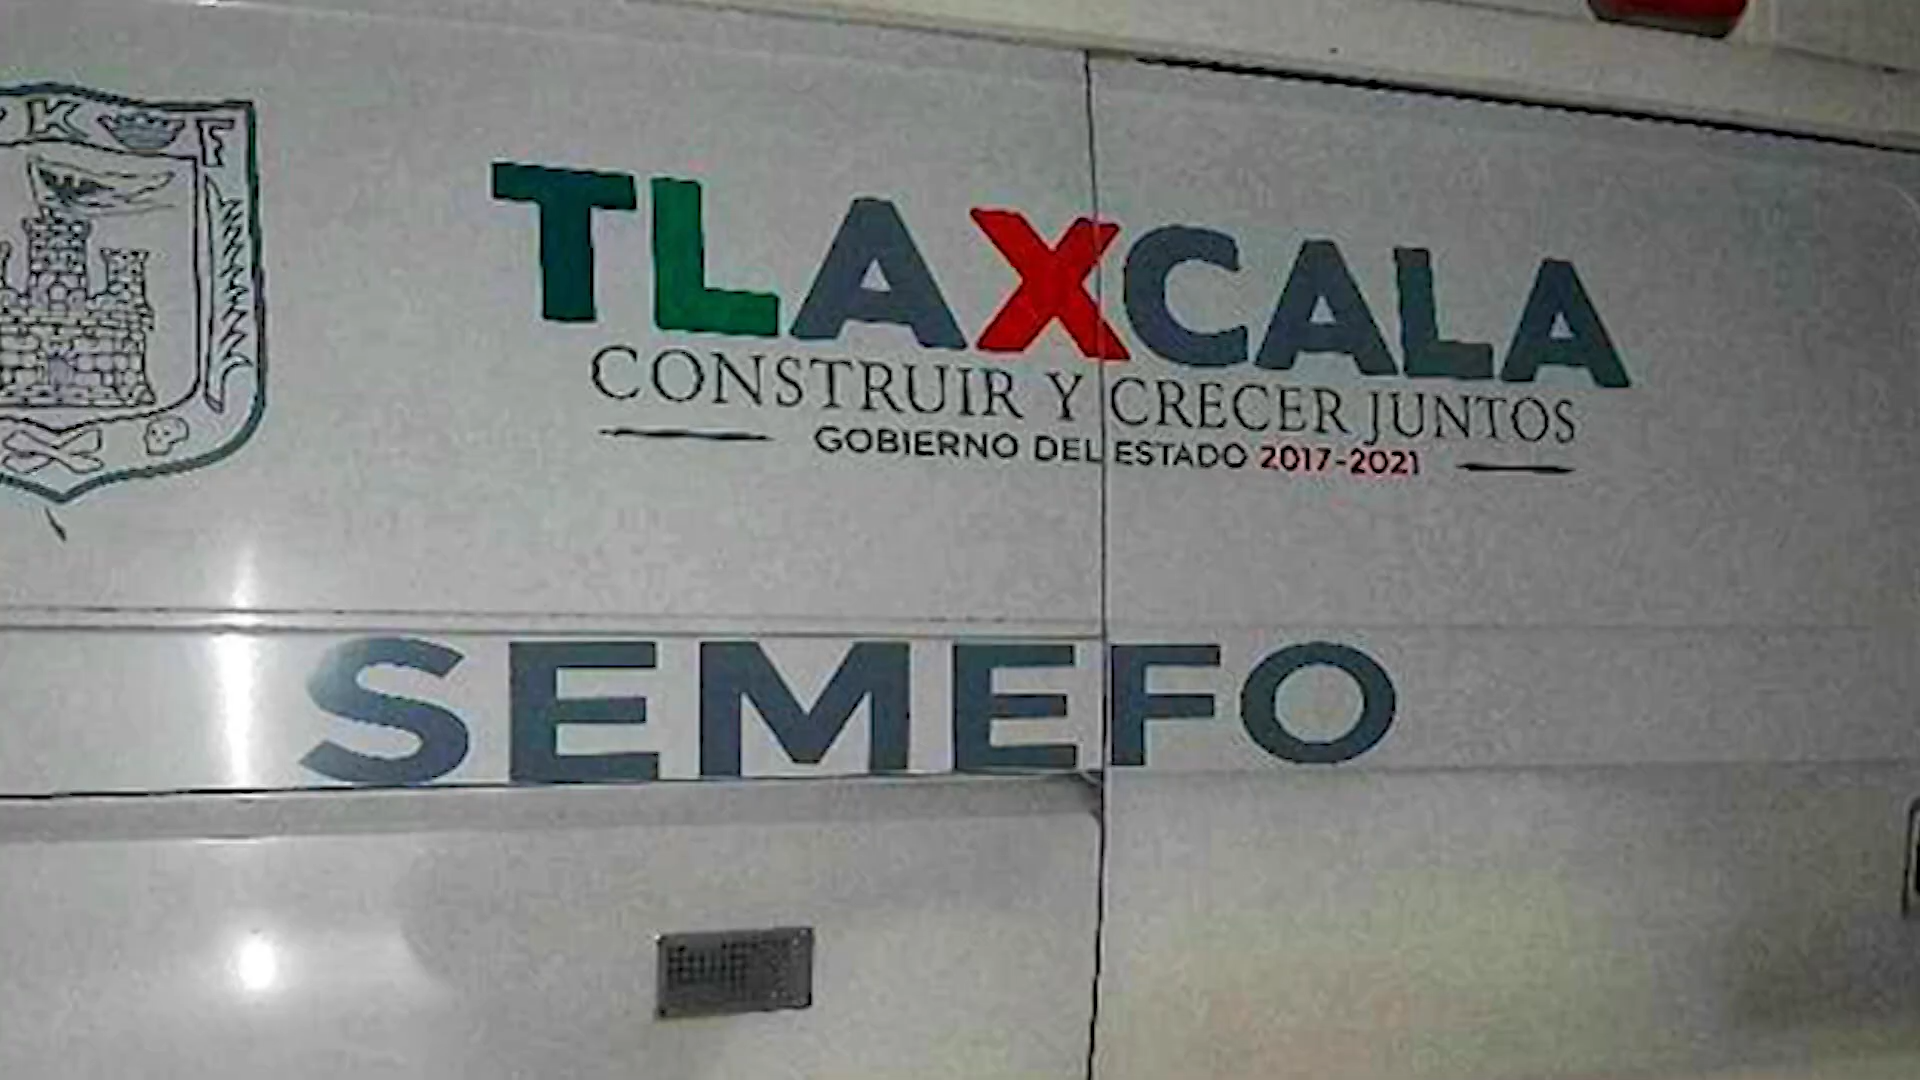 K F
TLAXCALA
CONSTRUIR Y CRECER JUNTOS
GOBIERNO DEL ESTADO 2017-2021
SEMEFO